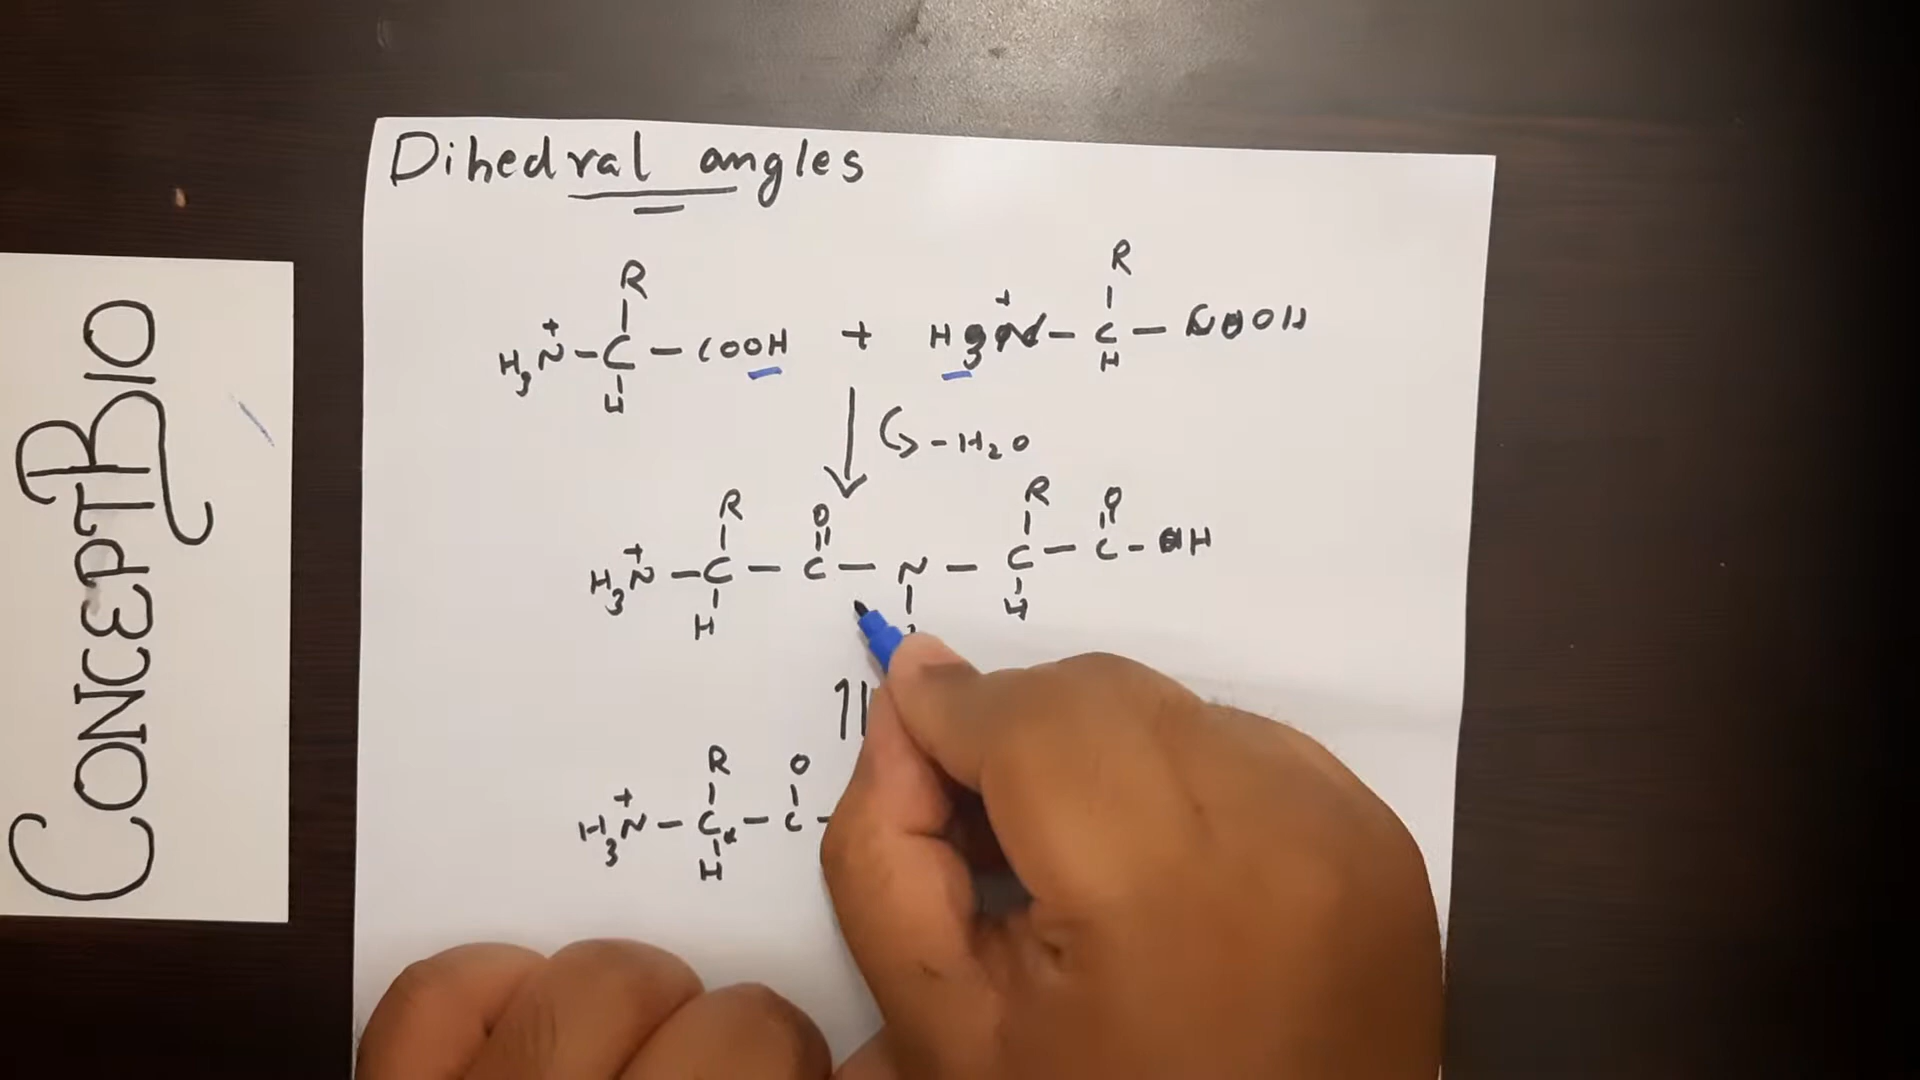 CONCEPTBIO
Dihedral angles
R R
H3N+ – C – COOH + H3N+ – C – COOH
H H
–H2O
R O R O
H3N+ – C – C – N – C – C – OH
H H
R O
H3N+ – Cα – C –
H